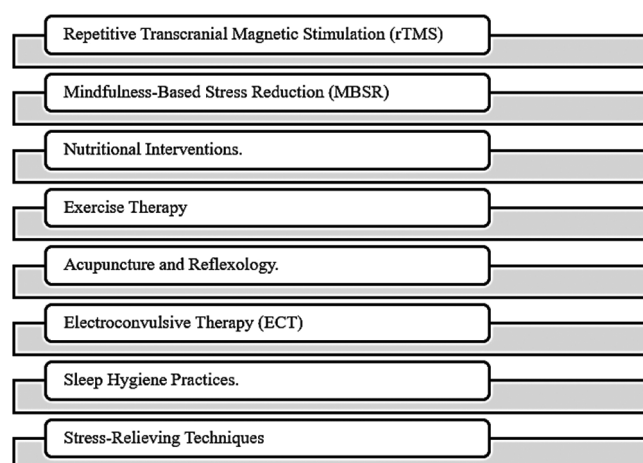 Repetitive Transcranial Magnetic Stimulation (rTMS)
Mindfulness-Based Stress Reduction (MBSR)
Nutritional Interventions.
Exercise Therapy
Acupuncture and Reflexology.
Electroconvulsive Therapy (ECT)
Sleep Hygiene Practices.
Stress-Relieving Techniques